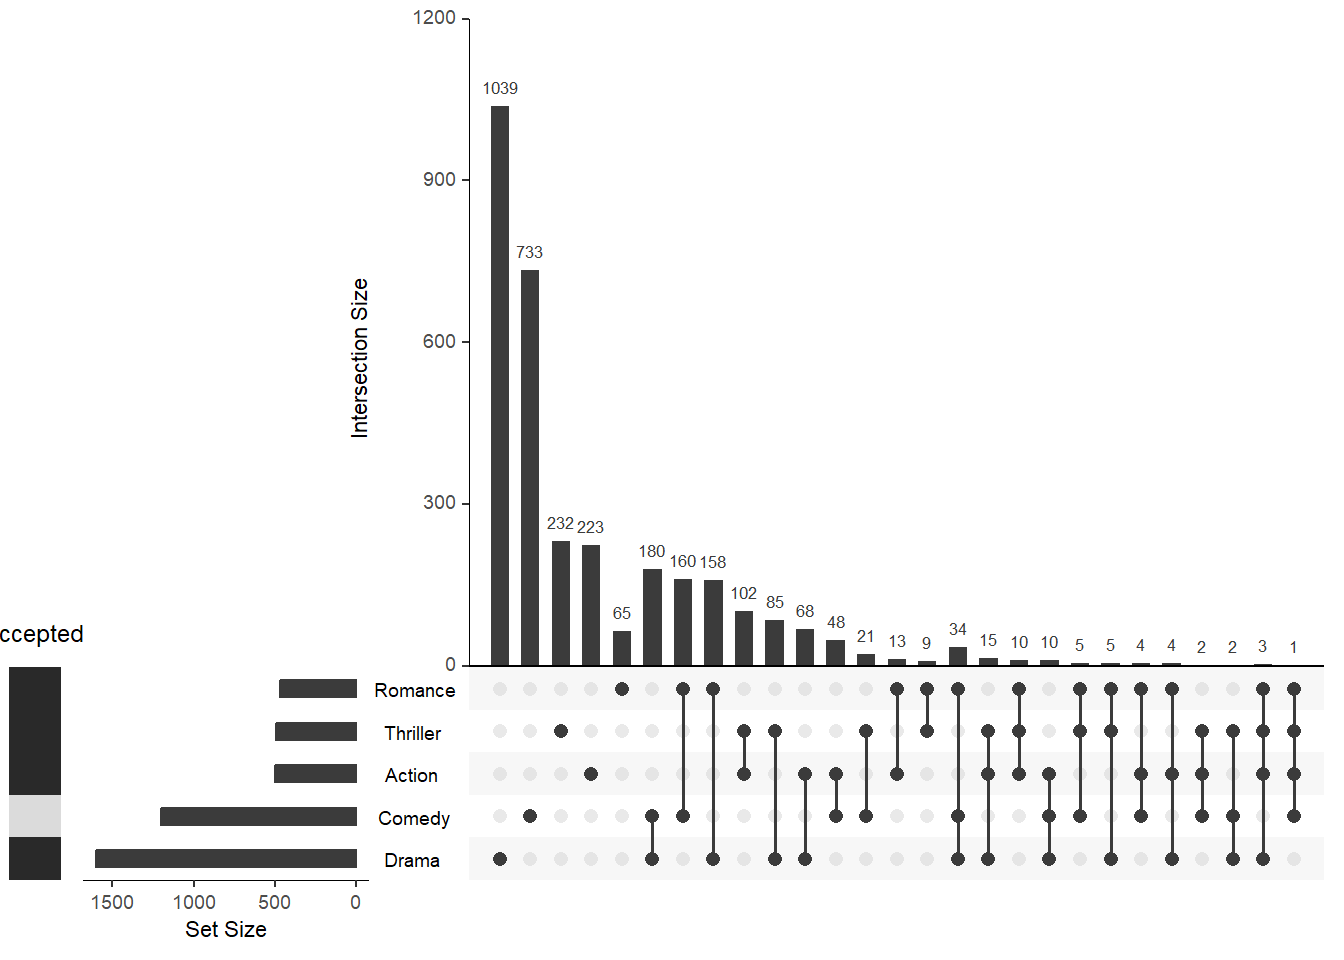 1200
1039
900
733
600
Intersection Size
300
232 223 65 180 160 158 102 85 68 48 21 13 9 34 15 10 10 5 5 4 4 2 2 3 1
0
ccepted
Romance
Thriller
Action
Comedy
Drama
1500 1000 500 0
Set Size